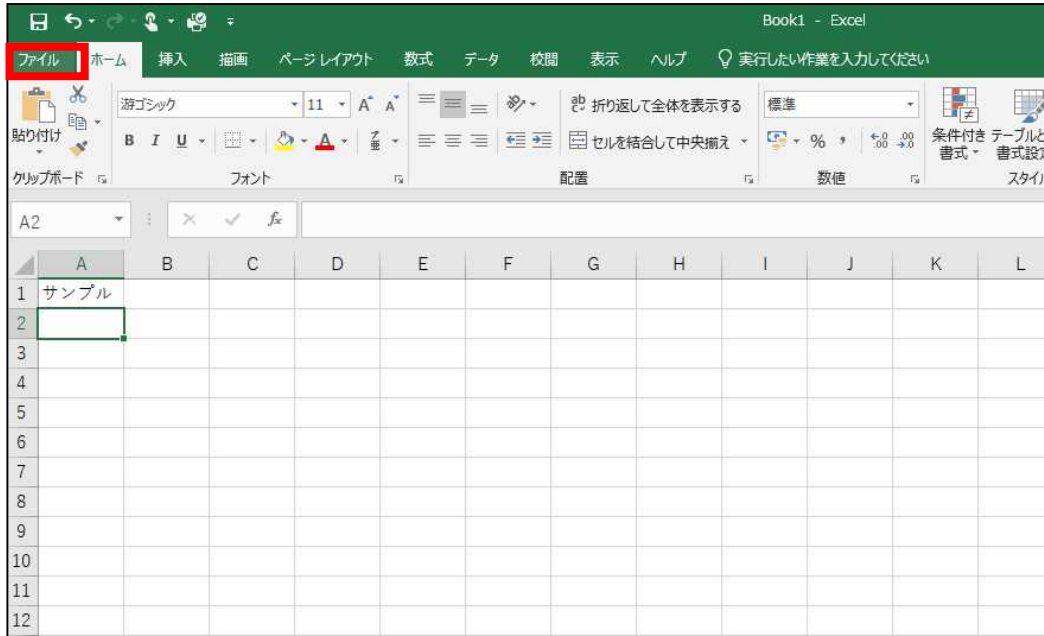 Book1 - Excel
ファイル ホーム 挿入 描画 ページ レイアウト 数式 データ 校閲 表示 ヘルプ 実行したい作業を入力してください
游ゴシック 11 A A ab 折り返して全体を表示する 標準
貼り付け B I U A 亜 セルを結合して中央揃え % 条件付き書式 テーブルと書式設定
クリップボード フォント 配置 数値 スタイル
A2 fx
A B C D E F G H I J K L
1 サンプル
2
3
4
5
6
7
8
9
10
11
12